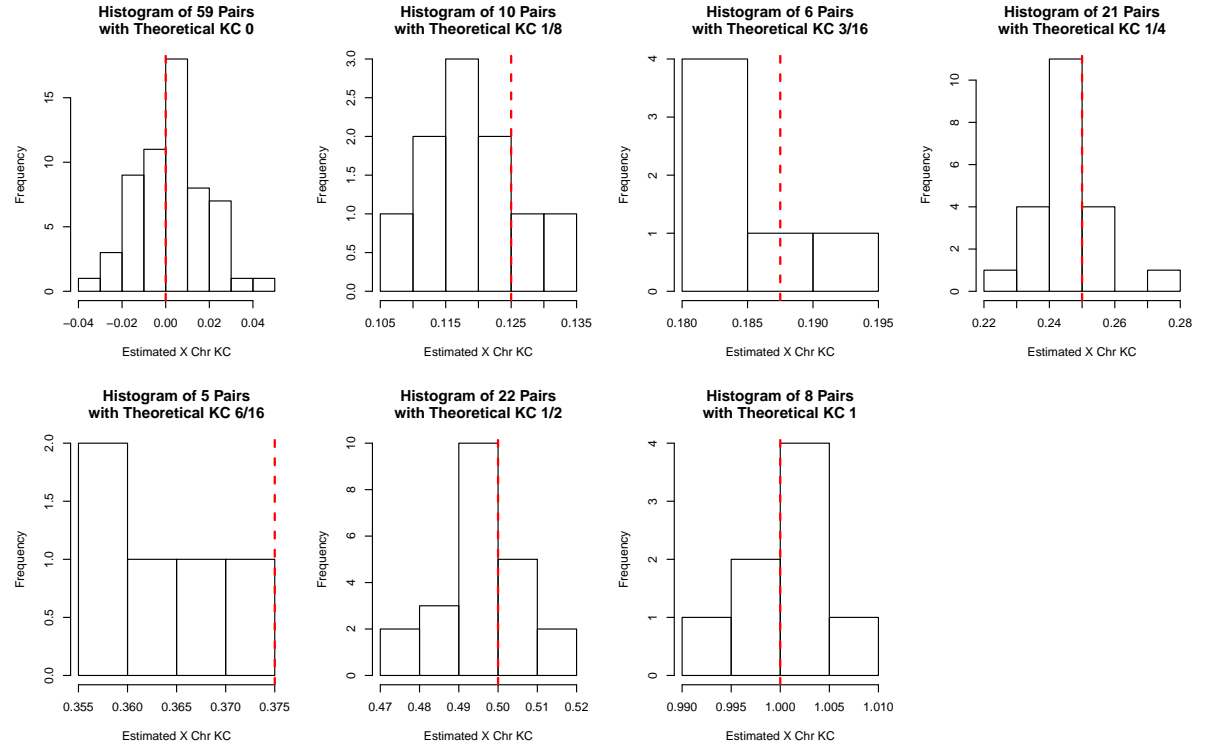 Histogram of 59 Pairs
with Theoretical KC 0
Frequency
0
5
10
15
−0.04
−0.02
0.00
0.02
0.04
Estimated X Chr KC
Histogram of 10 Pairs
with Theoretical KC 1/8
Frequency
0.0
0.5
1.0
1.5
2.0
2.5
3.0
0.105
0.115
0.125
0.135
Estimated X Chr KC
Histogram of 6 Pairs
with Theoretical KC 3/16
Frequency
0
1
2
3
4
0.180
0.185
0.190
0.195
Estimated X Chr KC
Histogram of 21 Pairs
with Theoretical KC 1/4
Frequency
0
2
4
6
8
10
0.22
0.24
0.26
0.28
Estimated X Chr KC
Histogram of 5 Pairs
with Theoretical KC 6/16
Frequency
0.0
0.5
1.0
1.5
2.0
0.355
0.360
0.365
0.370
0.375
Estimated X Chr KC
Histogram of 22 Pairs
with Theoretical KC 1/2
Frequency
0
2
4
6
8
10
0.47
0.48
0.49
0.50
0.51
0.52
Estimated X Chr KC
Histogram of 8 Pairs
with Theoretical KC 1
Frequency
0
1
2
3
4
0.990
0.995
1.000
1.005
1.010
Estimated X Chr KC